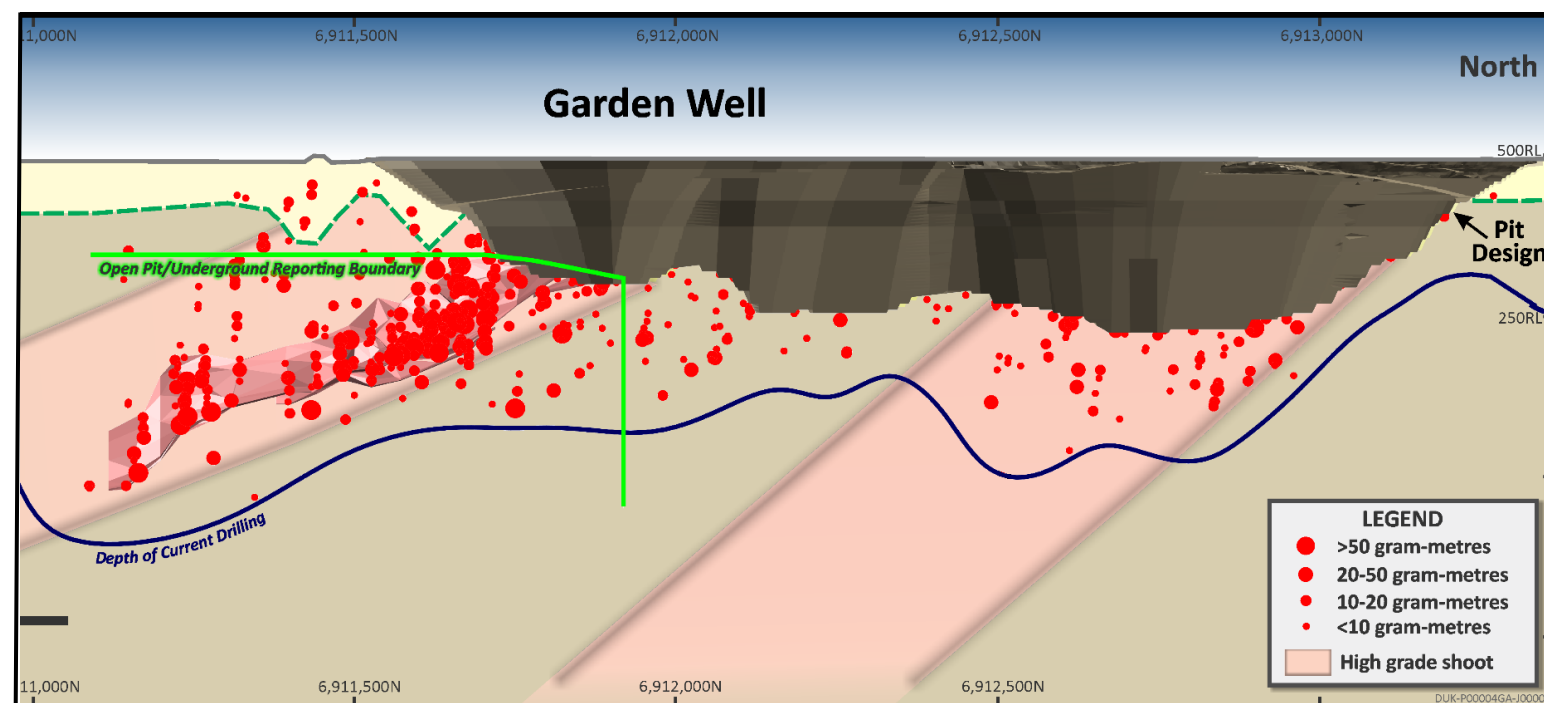 11,000N 6,911,500N 6,912,000N 6,912,500N 6,913,000N
North
Garden Well
500RL
Pit
Design
Open Pit/Underground Reporting Boundary
250RL
Depth of Current Drilling
LEGEND
>50 gram-metres
20-50 gram-metres
10-20 gram-metres
<10 gram-metres
High grade shoot
11,000N 6,911,500N 6,912,000N 6,912,500N
DUK-P00004GA-J0000